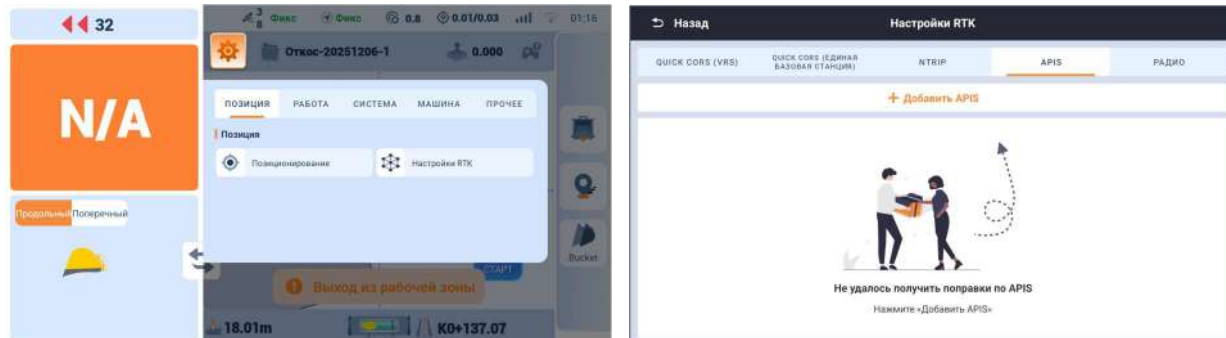 32
N/A
Продольный Поперечный
3
8 Фикс Фикс 0.8 0.01/0.03 01:16
Откос-20251206-1 0.000
ПОЗИЦИЯ РАБОТА СИСТЕМА МАШИНА ПРОЧЕЕ
Позиция
Позиционирование Настройки RTK
Bucket
СТАРТ
Выход из рабочей зоны
18.01m K0+137.07
Назад Настройки RTK
QUICK CORS (VRS) QUICK CORS (ЕДИНАЯ
БАЗОВАЯ СТАНЦИЯ) NTRIP APIS РАДИО
+ Добавить APIS
Не удалось получить поправки по APIS
Нажмите «Добавить APIS»